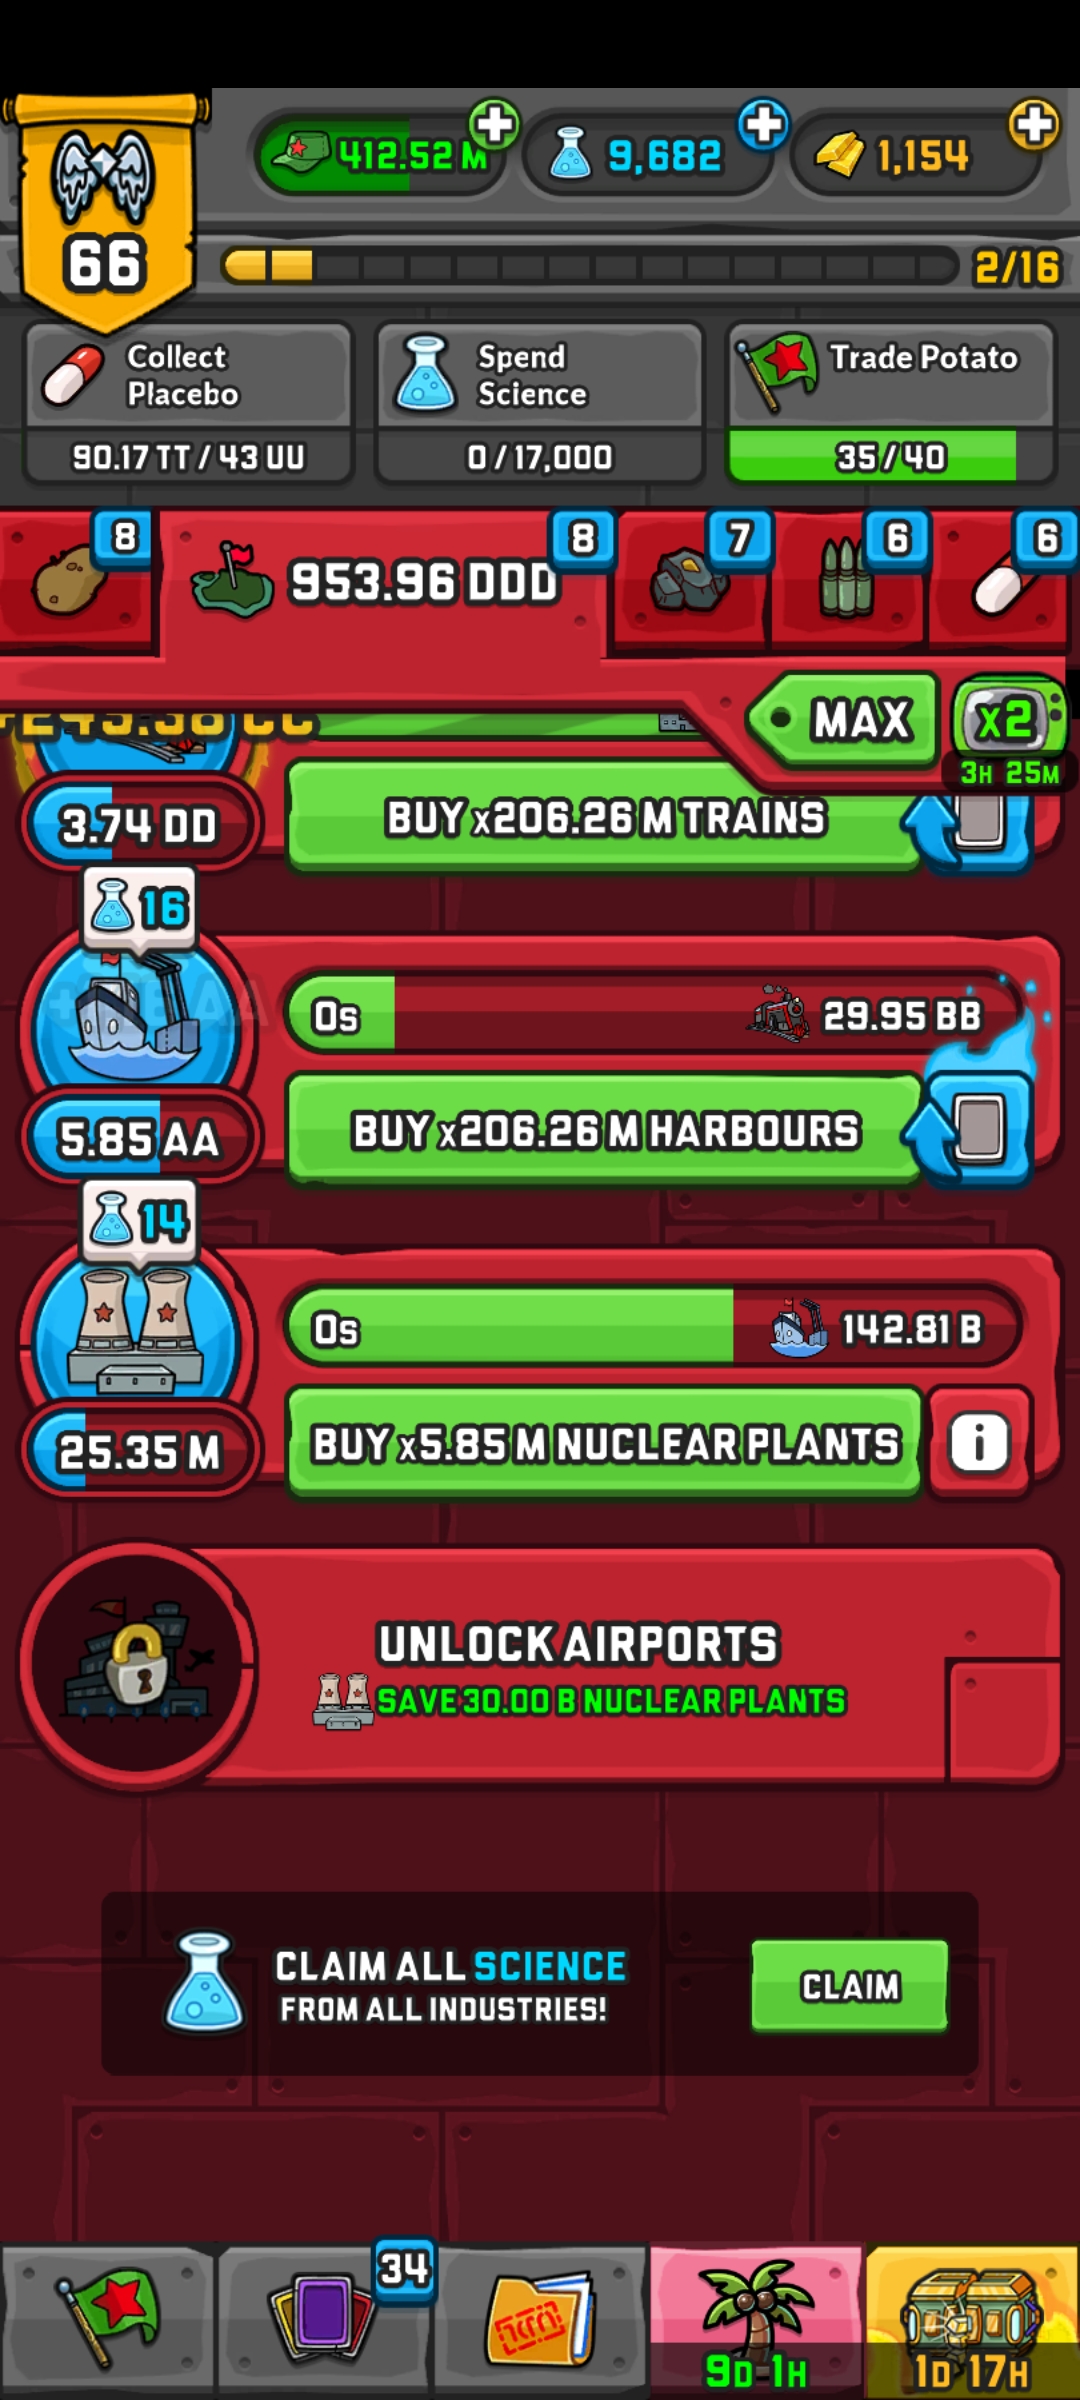 412.52 M
9,682
1,154
66
2/16
Collect
Placebo
90.17 TT / 43 UU
Spend
Science
0 / 17,000
Trade Potato
35 / 40
8
953.96 DDD
8
7
6
6
MAX
x2
3H 25M
3.74 DD
BUY x206.26 M TRAINS
16
0s
29.95 BB
5.85 AA
BUY x206.26 M HARBOURS
14
0s
142.81 B
25.35 M
BUY x5.85 M NUCLEAR PLANTS
i
UNLOCK AIRPORTS
SAVE 30.00 B NUCLEAR PLANTS
CLAIM ALL SCIENCE
FROM ALL INDUSTRIES!
CLAIM
34
9D 1H
1D 17H